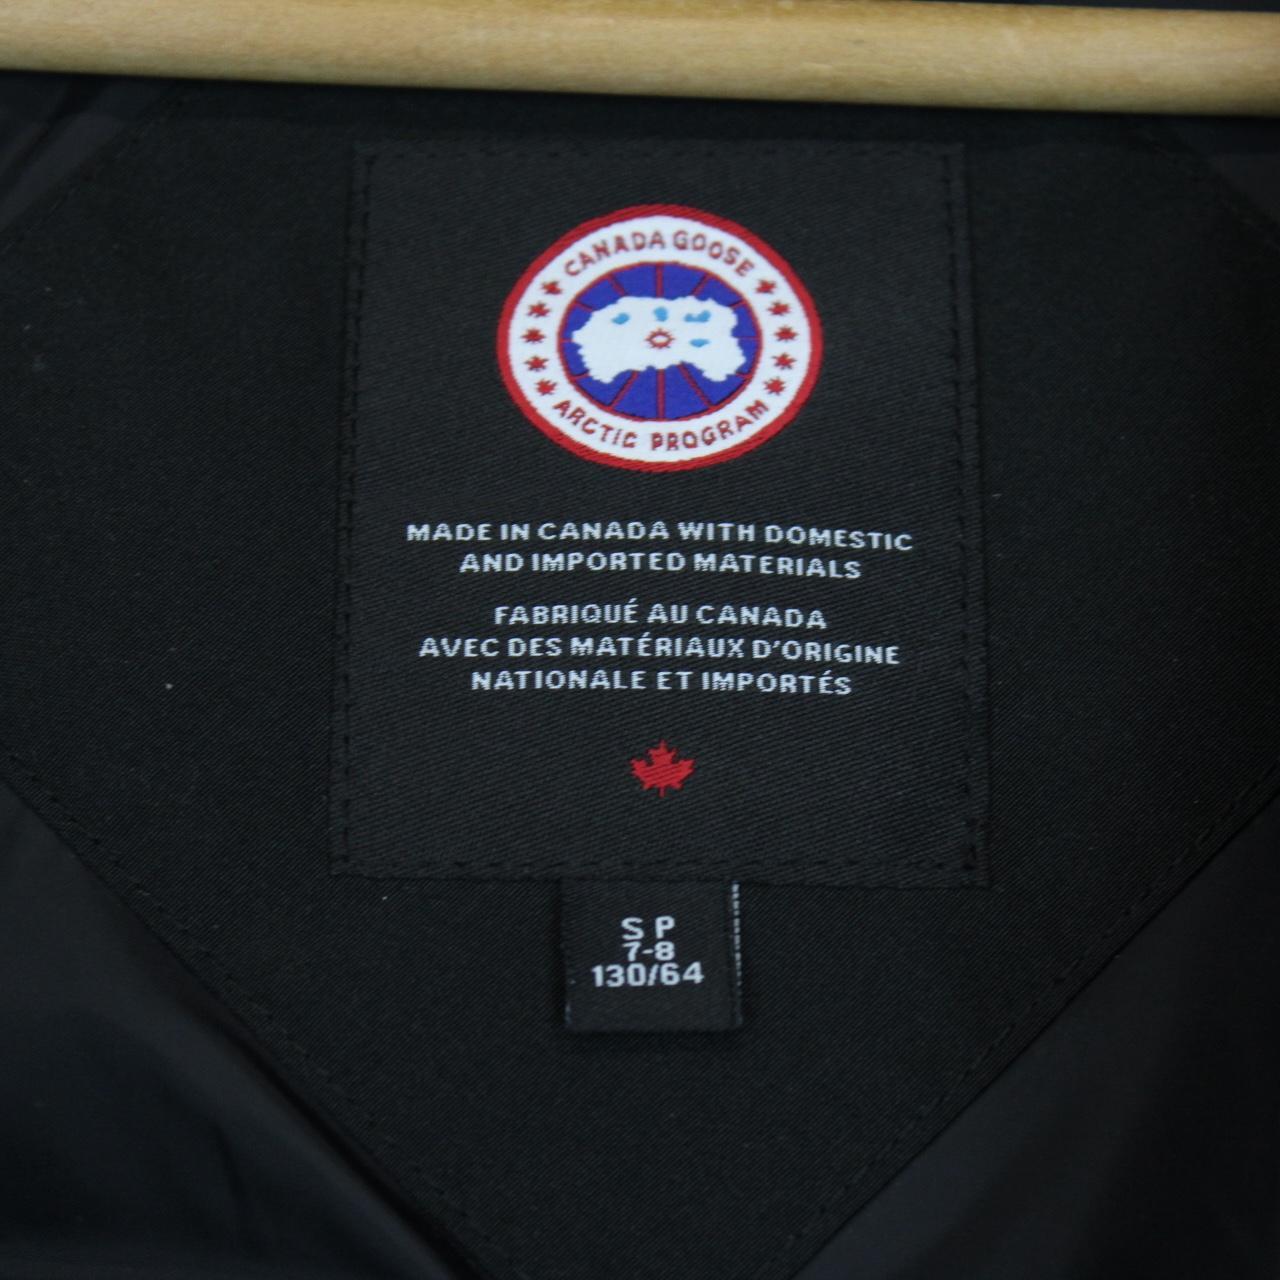 CANADA GOOSE
ARCTIC PROGRAM
MADE IN CANADA WITH DOMESTIC
AND IMPORTED MATERIALS
FABRIQUÉ AU CANADA
AVEC DES MATÉRIAUX D'ORIGINE
NATIONALE ET IMPORTÉS
S P
7-8
130/64